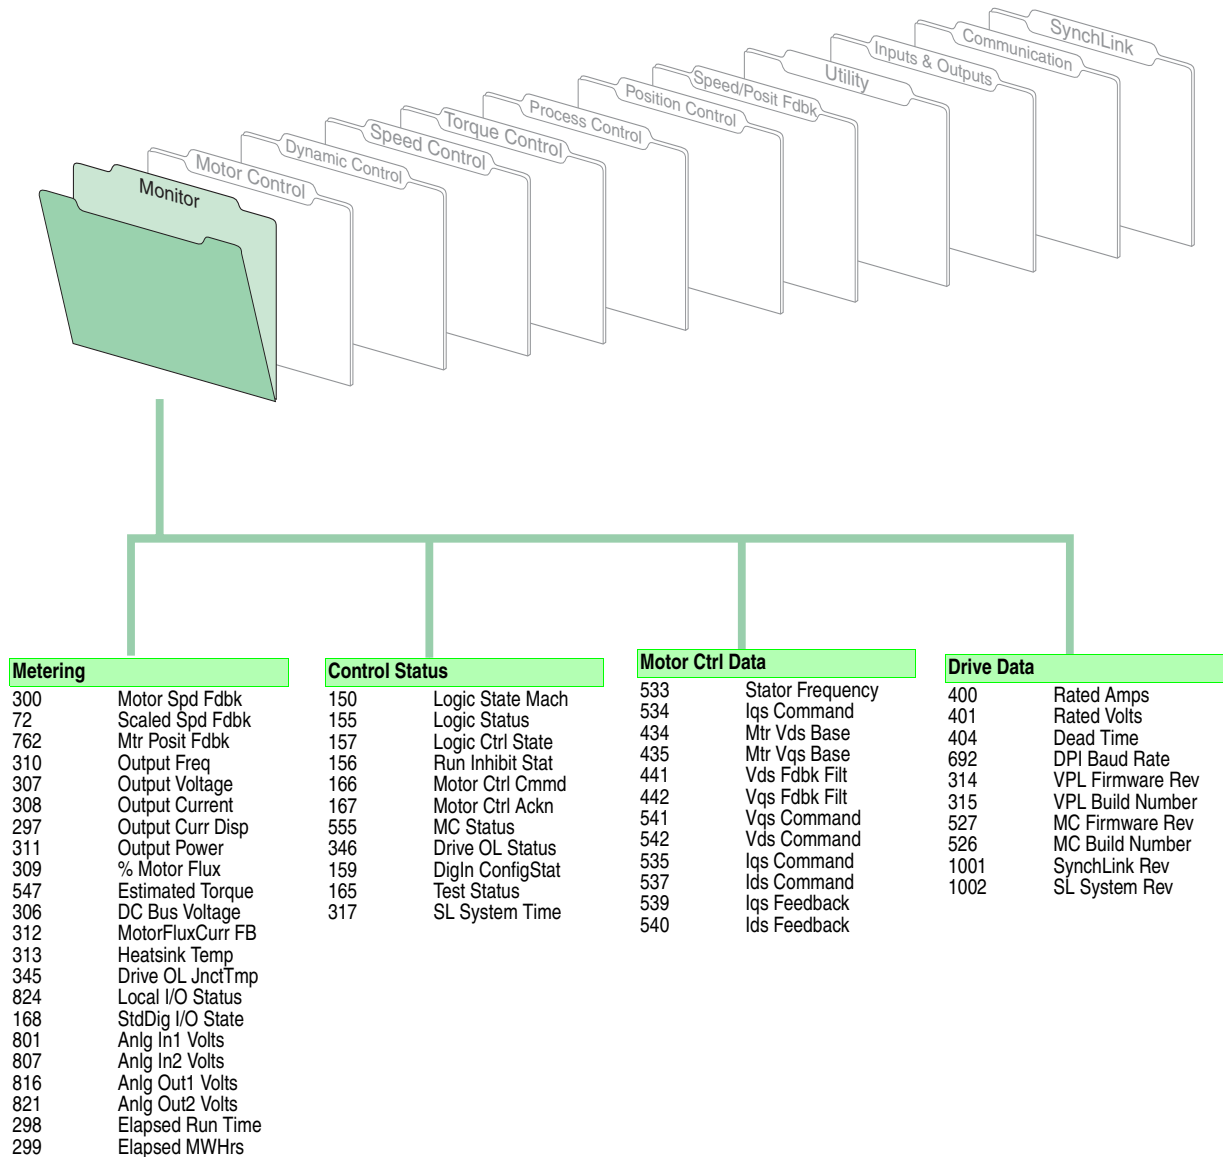 SynchLink
Communication
Inputs & Outputs
Utility
Speed/Posit Fdbk
Position Control
Process Control
Torque Control
Speed Control
Dynamic Control
Motor Control
Monitor
Metering
300 Motor Spd Fdbk
72 Scaled Spd Fdbk
762 Mtr Posit Fdbk
310 Output Freq
307 Output Voltage
308 Output Current
297 Output Curr Disp
311 Output Power
309 % Motor Flux
547 Estimated Torque
306 DC Bus Voltage
312 MotorFluxCurr FB
313 Heatsink Temp
345 Drive OL JnctTmp
824 Local I/O Status
168 StdDig I/O State
801 Anlg In1 Volts
807 Anlg In2 Volts
816 Anlg Out1 Volts
821 Anlg Out2 Volts
298 Elapsed Run Time
299 Elapsed MWHrs
Control Status
150 Logic State Mach
155 Logic Status
157 Logic Ctrl State
156 Run Inhibit Stat
166 Motor Ctrl Cmmd
167 Motor Ctrl Ackn
555 MC Status
346 Drive OL Status
159 DigIn ConfigStat
165 Test Status
317 SL System Time
Motor Ctrl Data
533 Stator Frequency
534 Iqs Command
434 Mtr Vds Base
435 Mtr Vqs Base
441 Vds Fdbk Filt
442 Vqs Fdbk Filt
541 Vqs Command
542 Vds Command
535 Iqs Command
537 Ids Command
539 Iqs Feedback
540 Ids Feedback
Drive Data
400 Rated Amps
401 Rated Volts
404 Dead Time
692 DPI Baud Rate
314 VPL Firmware Rev
315 VPL Build Number
527 MC Firmware Rev
526 MC Build Number
1001 SynchLink Rev
1002 SL System Rev